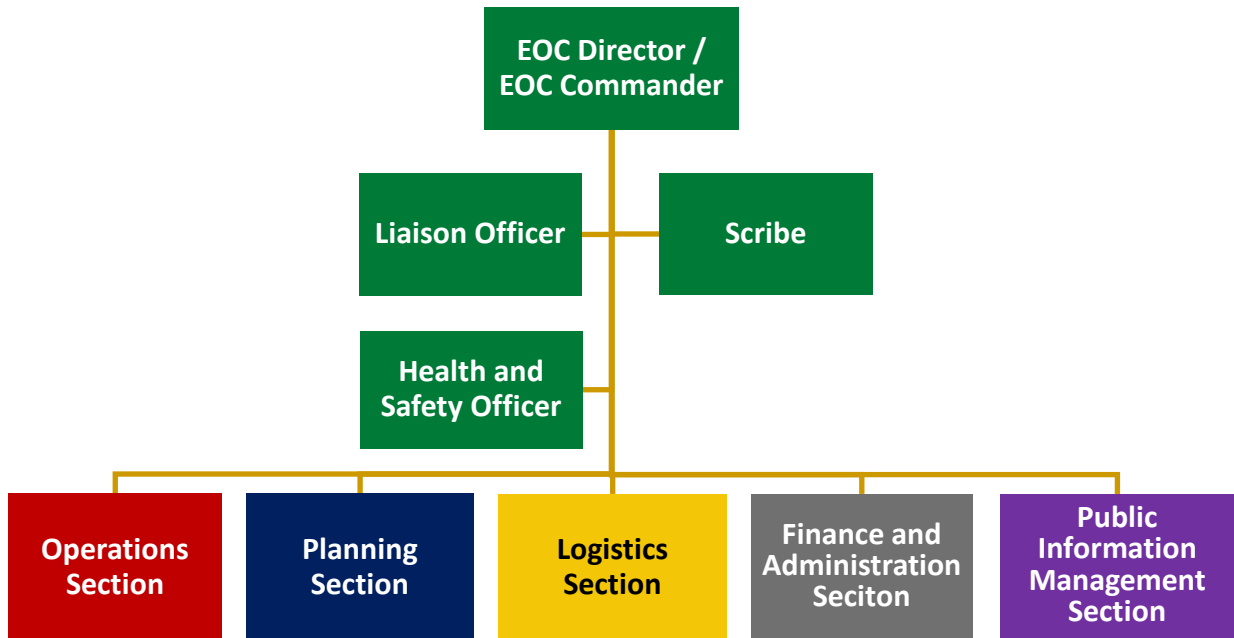 EOC Director /
EOC Commander
Liaison Officer
Scribe
Health and
Safety Officer
Operations
Section
Planning
Section
Logistics
Section
Finance and
Administration
Seciton
Public
Information
Management
Section